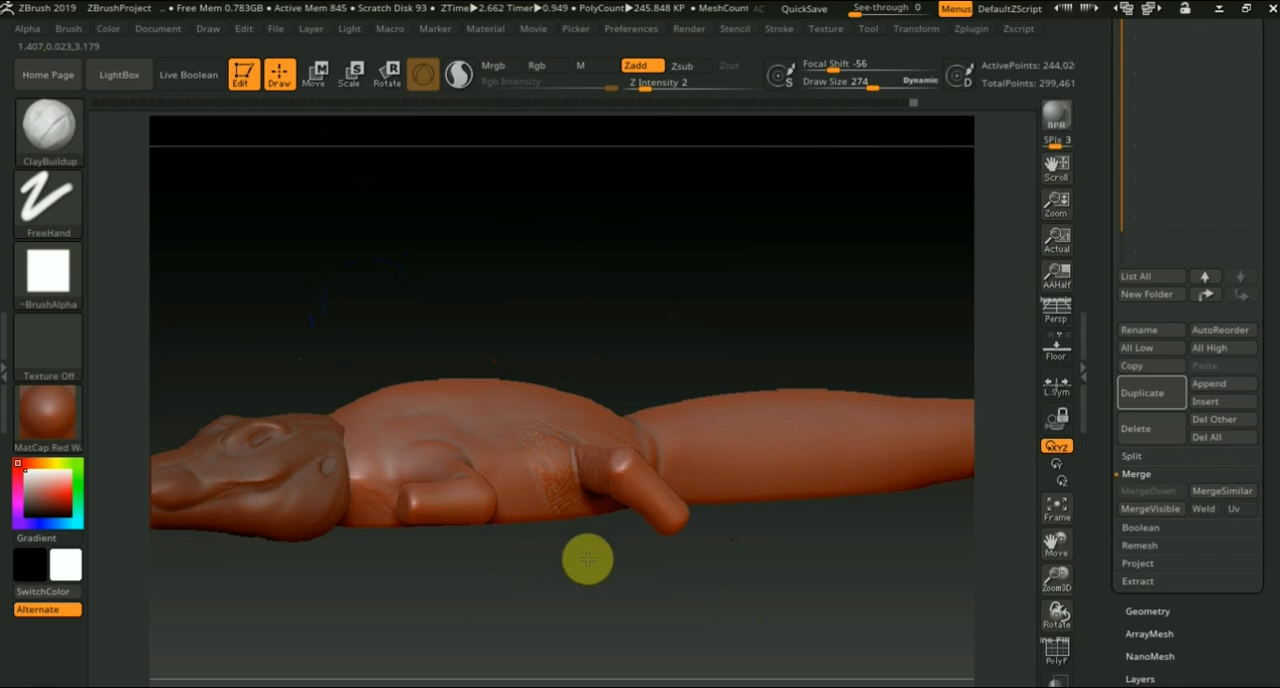 ZBrush 2019 ZBrushProject .. • Free Mem 0.783GB • Active Mem 845 • Scratch Disk 93 • ZTime▶2.662 Timer▶0.949 • PolyCount▶245.848 KP • MeshCount AC QuickSave See-through 0 Menus DefaultZScript
Alpha Brush Color Document Draw Edit File Layer Light Macro Marker Material Movie Picker Preferences Render Stencil Stroke Texture Tool Transform Zplugin Zscript
1.407,0.023,3.179
Home Page LightBox Live Boolean Edit Draw Move Scale Rotate
Mrgb Rgb M Zadd Zsub Zcut
Rgb Intensity Z Intensity 2
S Focal Shift -56
Draw Size 274 Dynamic D
ActivePoints: 244,02
TotalPoints: 299,461
ClayBuildup
FreeHand
~BrushAlpha
Texture Off
MatCap Red W
Gradient
SwitchColor
Alternate
BPR
SPix 3
Scroll
Zoom
Actual
AAHalf
Dynamic
Persp
Floor
L.Sym
XYZ
Y
Z
Frame
Move
Zoom3D
Rotate
PolyF
List All
New Folder
Rename AutoReorder
All Low All High
Copy Paste
Duplicate Append
Insert
Delete Del Other
Del All
Split
Merge
MergeDown MergeSimilar
MergeVisible Weld Uv
Boolean
Remesh
Project
Extract
Geometry
ArrayMesh
NanoMesh
Layers